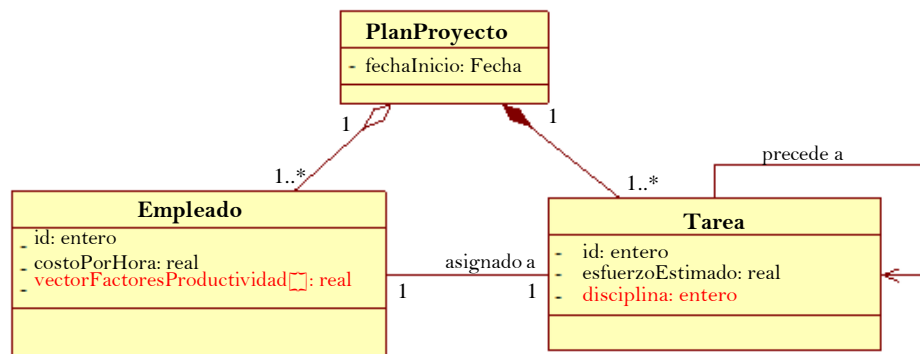 PlanProyecto
- fechaInicio: Fecha
1
1
1..*
1..*
precede a
Empleado
- id: entero
- costoPorHora: real
- vectorFactoresProductividad[]: real
asignado a
1
1
Tarea
- id: entero
- esfuerzoEstimado: real
- disciplina: entero